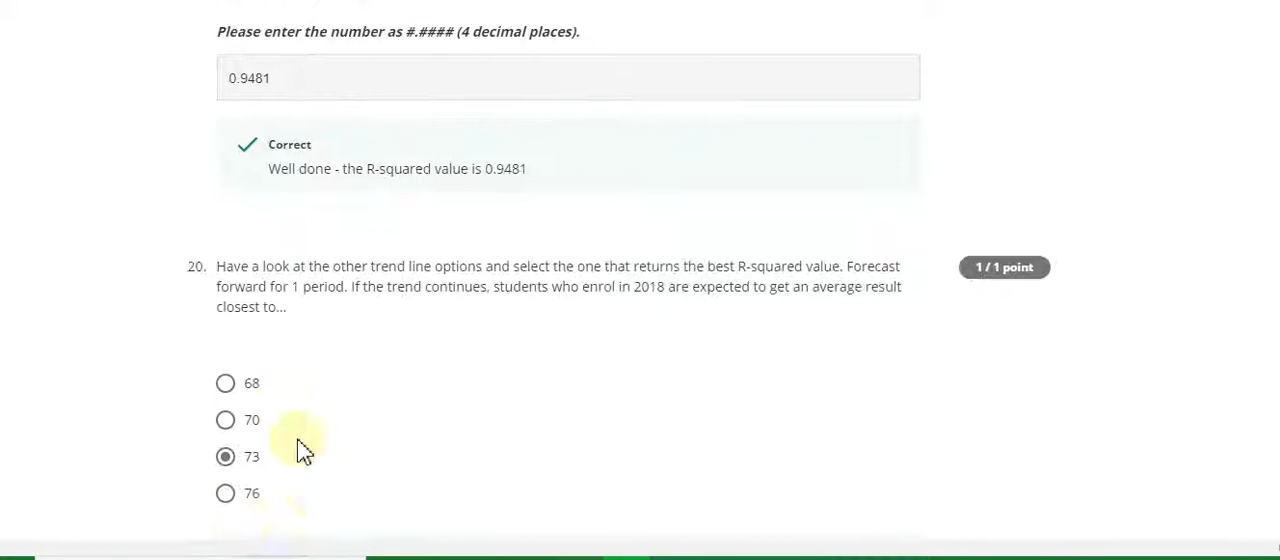 Please enter the number as #.#### (4 decimal places).
0.9481
Correct
Well done - the R-squared value is 0.9481
20. Have a look at the other trend line options and select the one that returns the best R-squared value. Forecast
1 / 1 point
forward for 1 period. If the trend continues, students who enrol in 2018 are expected to get an average result
closest to...
68
70
73
76